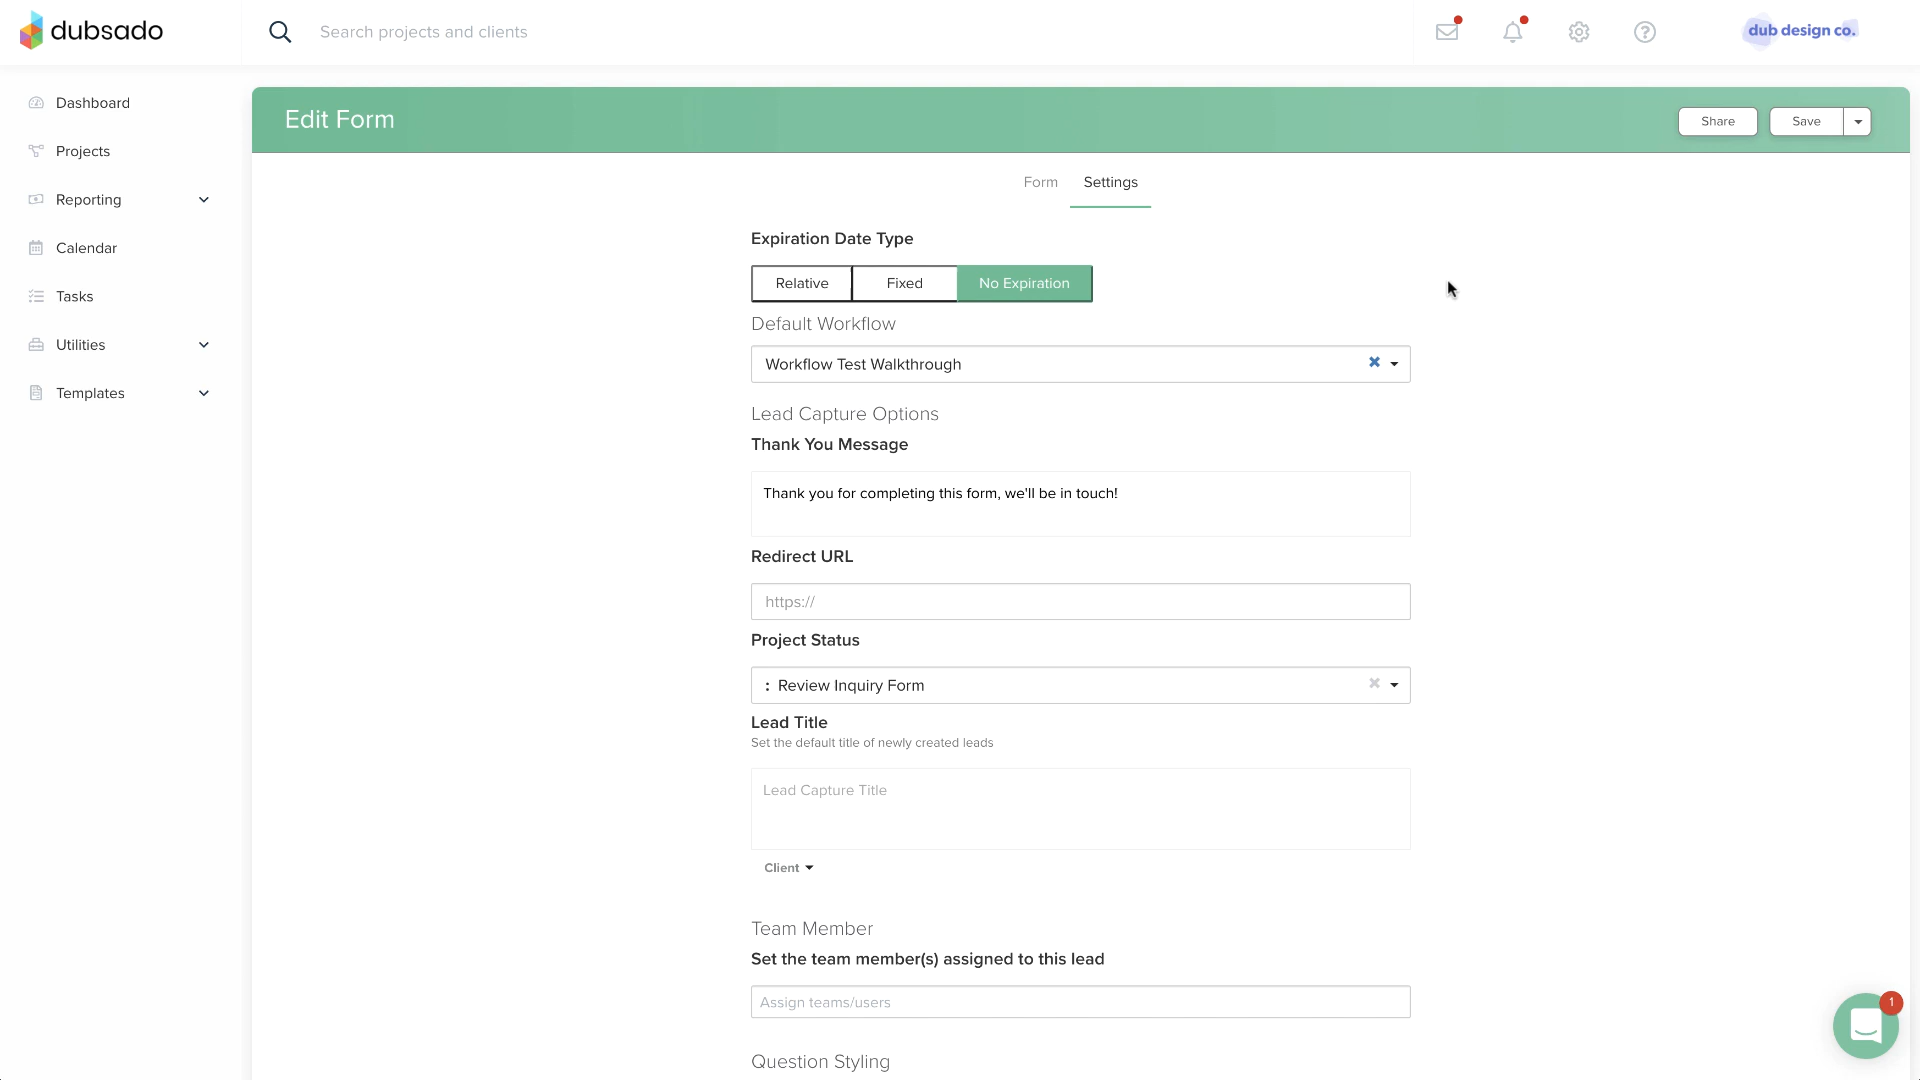 dubsado
Search projects and clients
dub design co.
Dashboard
Projects
Reporting
Calendar
Tasks
Utilities
Templates
Edit Form
Share
Save
Form
Settings
Expiration Date Type
Relative
Fixed
No Expiration
Default Workflow
Workflow Test Walkthrough
Lead Capture Options
Thank You Message
Thank you for completing this form, we'll be in touch!
Redirect URL
https://
Project Status
: Review Inquiry Form
Lead Title
Set the default title of newly created leads
Lead Capture Title
Client
Team Member
Set the team member(s) assigned to this lead
Assign teams/users
Question Styling
1